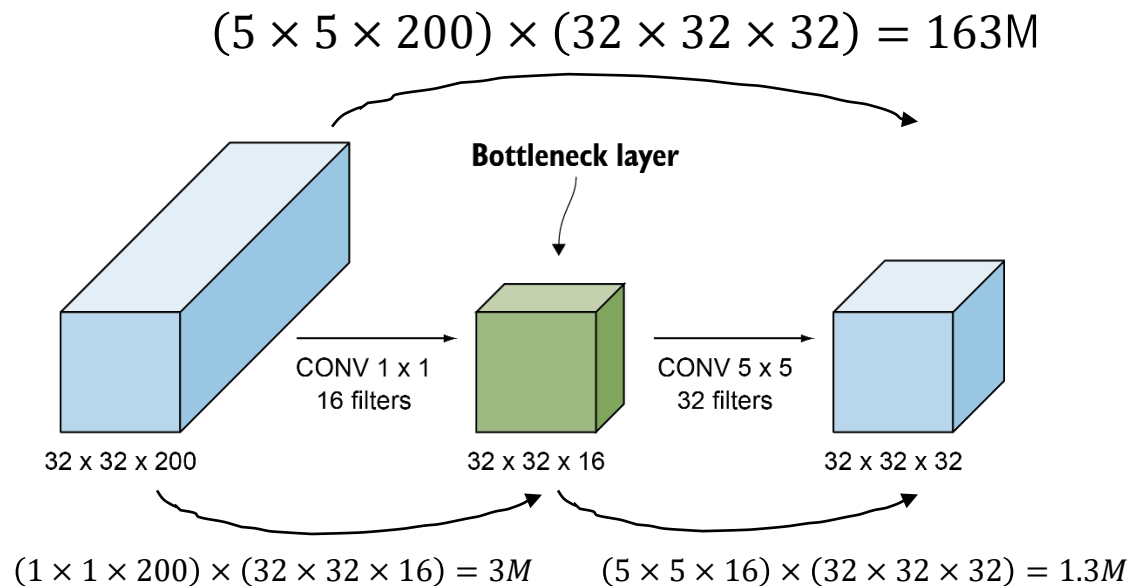 (5 × 5 × 200) × (32 × 32 × 32) = 163M
Bottleneck layer
CONV 1 x 1
16 filters
CONV 5 x 5
32 filters
32 x 32 x 200
32 x 32 x 16
32 x 32 x 32
(1 × 1 × 200) × (32 × 32 × 16) = 3M
(5 × 5 × 16) × (32 × 32 × 32) = 1.3M